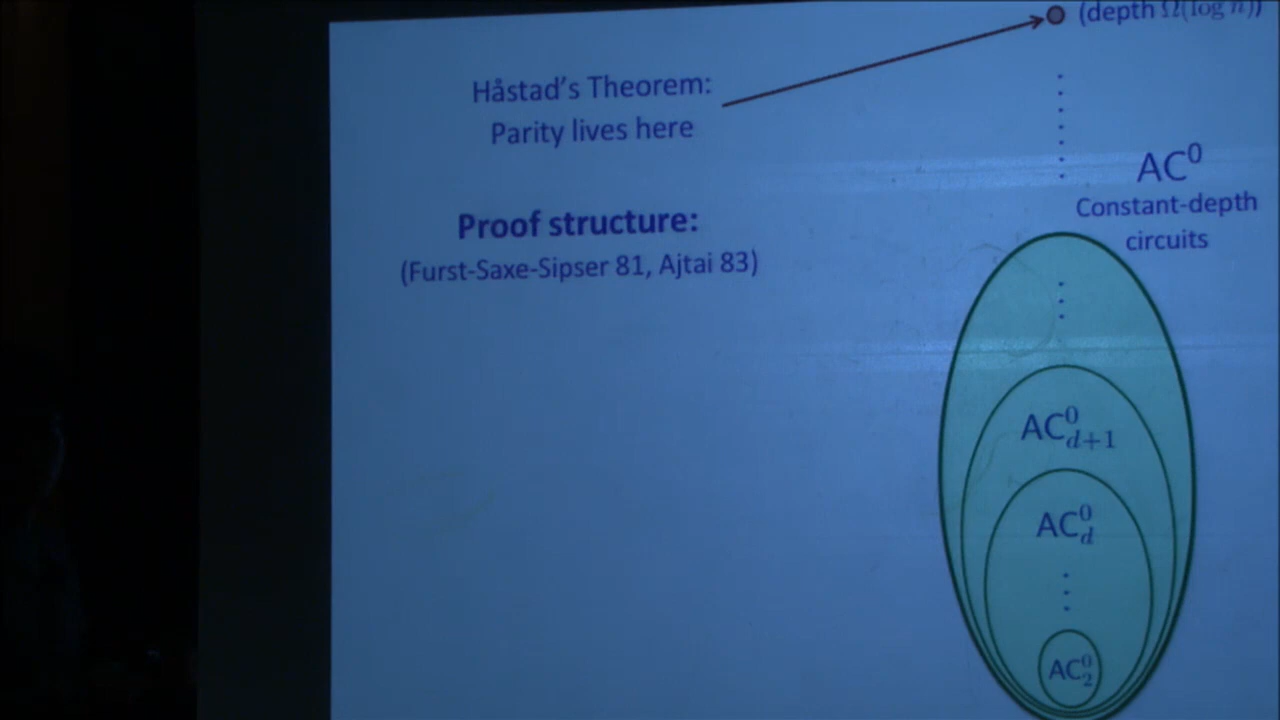 (depth Ω(log n))
Håstad's Theorem:
Parity lives here
AC⁰
Constant-depth
circuits
Proof structure:
(Furst-Saxe-Sipser 81, Ajtai 83)
AC⁰_{d+1}
AC⁰_d
AC⁰_2